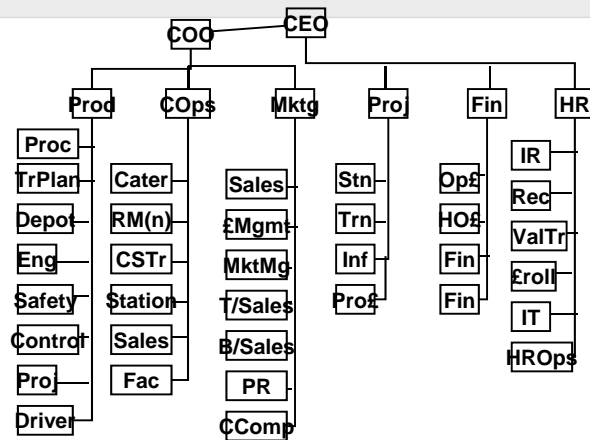 CEO
COO
Prod
COps
Mktg
Proj
Fin
HR
Proc
TrPlan
Depot
Eng
Safety
Control
Proj
Driver
Cater
RM(n)
CSTr
Station
Sales
Fac
Sales
£Mgmt
MktMg
T/Sales
B/Sales
PR
CComp
Stn
Trn
Inf
Pro£
Op£
HO£
Fin
Fin
IR
Rec
ValTr
£roll
IT
HROps